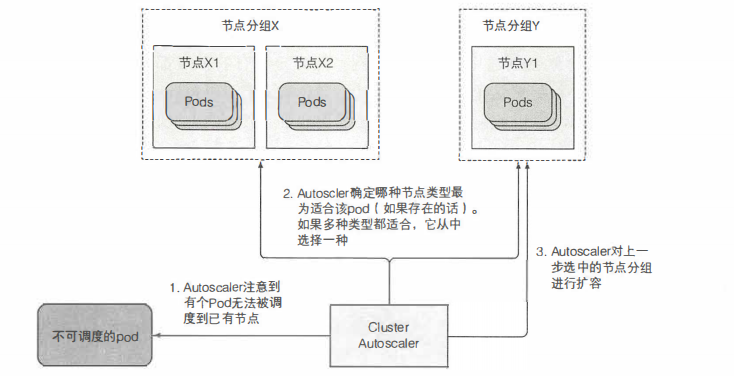 节点分组X
节点分组Y
节点X1
节点X2
节点Y1
Pods
Pods
Pods
2. Autoscler确定哪种节点类型最
为适合该pod（如果存在的话）。
如果多种类型都适合，它从中
选择一种
3. Autoscaler对上一
步选中的节点分组
进行扩容
1. Autoscaler注意到
有个Pod无法被调度
到已有节点
不可调度的pod
Cluster
Autoscaler